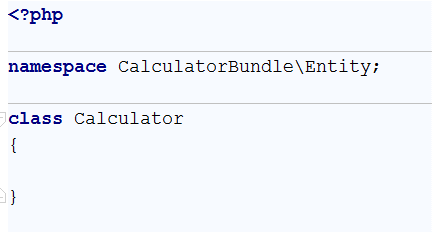 <?php
namespace CalculatorBundle\Entity;
class Calculator
{
}